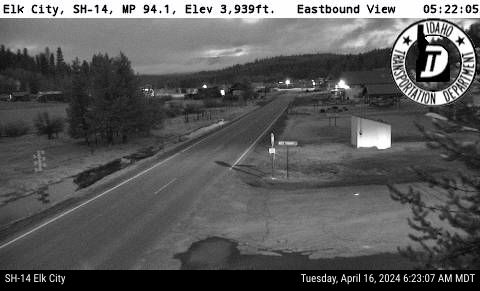 Elk City, SH-14, MP 94.1, Elev 3,939ft. Eastbound View 05:22:05
IDAHO
TRANSPORTATION DEPARTMENT
SH-14 Elk City Tuesday, April 16, 2024 6:23:07 AM MDT